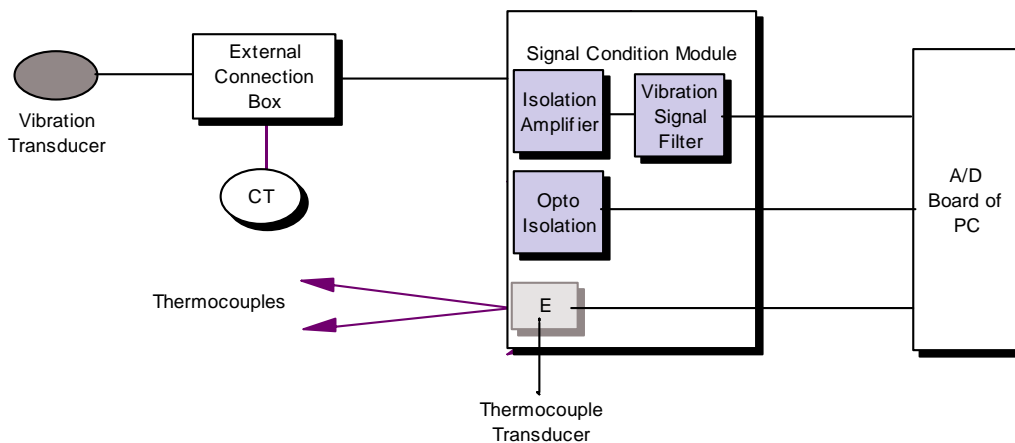 External
Connection
Box
Vibration
Transducer
CT
Signal Condition Module
Isolation
Amplifier
Vibration
Signal
Filter
Opto
Isolation
Thermocouples
E
Thermocouple
Transducer
A/D
Board of
PC